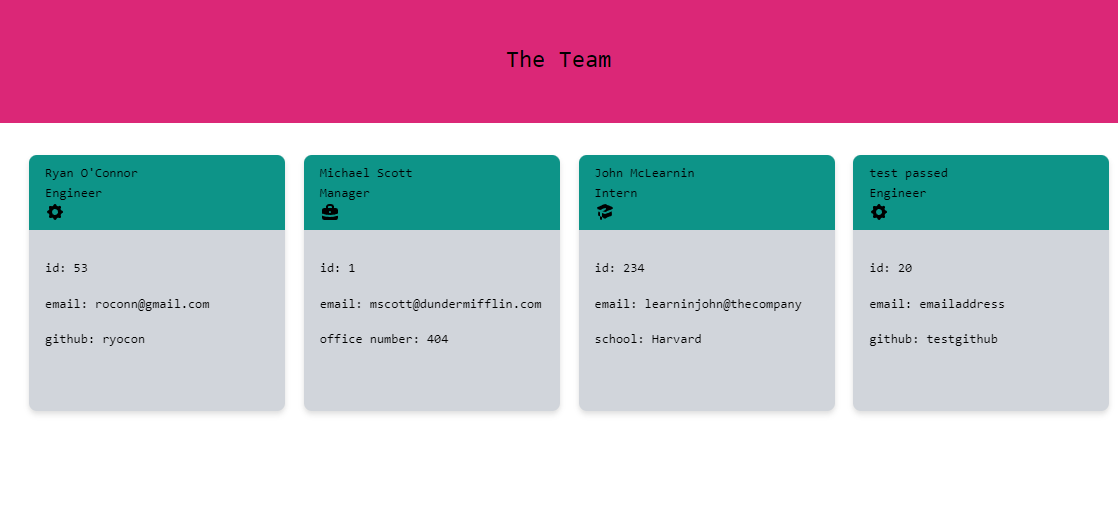 The Team
Ryan O'Connor
Engineer
id: 53
email: roconn@gmail.com
github: ryocon
Michael Scott
Manager
id: 1
email: mscott@dundermifflin.com
office number: 404
John McLearnin
Intern
id: 234
email: learninjohn@thecompany
school: Harvard
test passed
Engineer
id: 20
email: emailaddress
github: testgithub